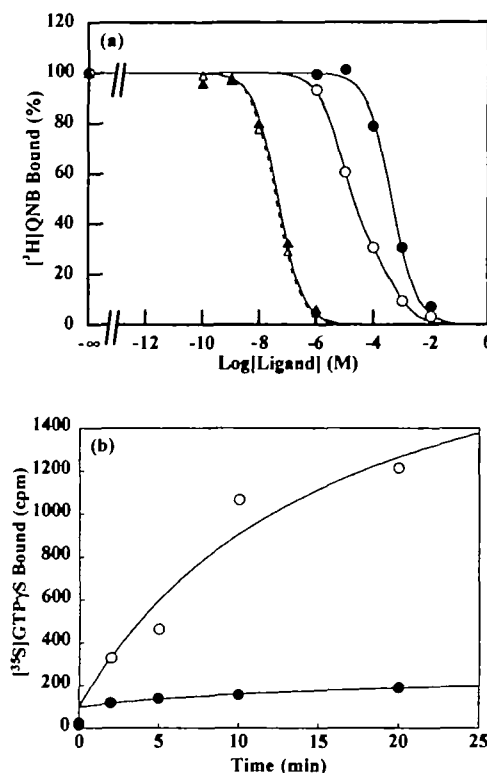 (a)
120
100
80
60
40
20
0
[³H]QNB Bound (%)
-∞ -12 -10 -8 -6 -4 -2 0
Log[Ligand] (M)
(b)
1400
1200
1000
800
600
400
200
0
[³⁵S]GTPγS Bound (cpm)
0 5 10 15 20 25
Time (min)